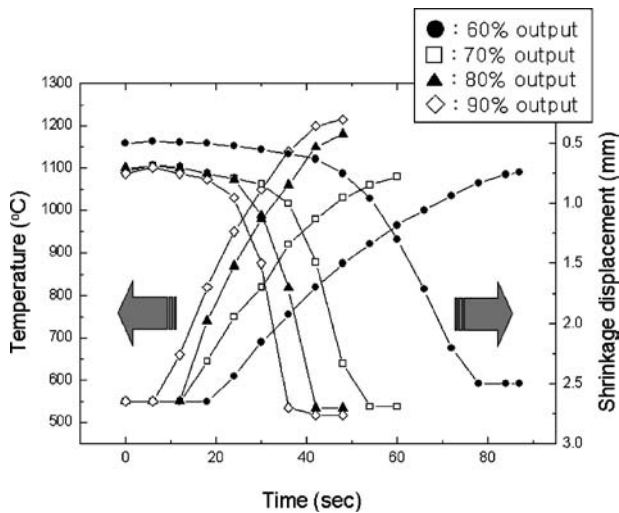 ● : 60% output
□ : 70% output
▲ : 80% output
◇ : 90% output
1300
1200
1100
1000
900
800
700
600
500
Temperature (ºC)
0
20
40
60
80
Time (sec)
0.5
1.0
1.5
2.0
2.5
3.0
Shrinkage displacement (mm)